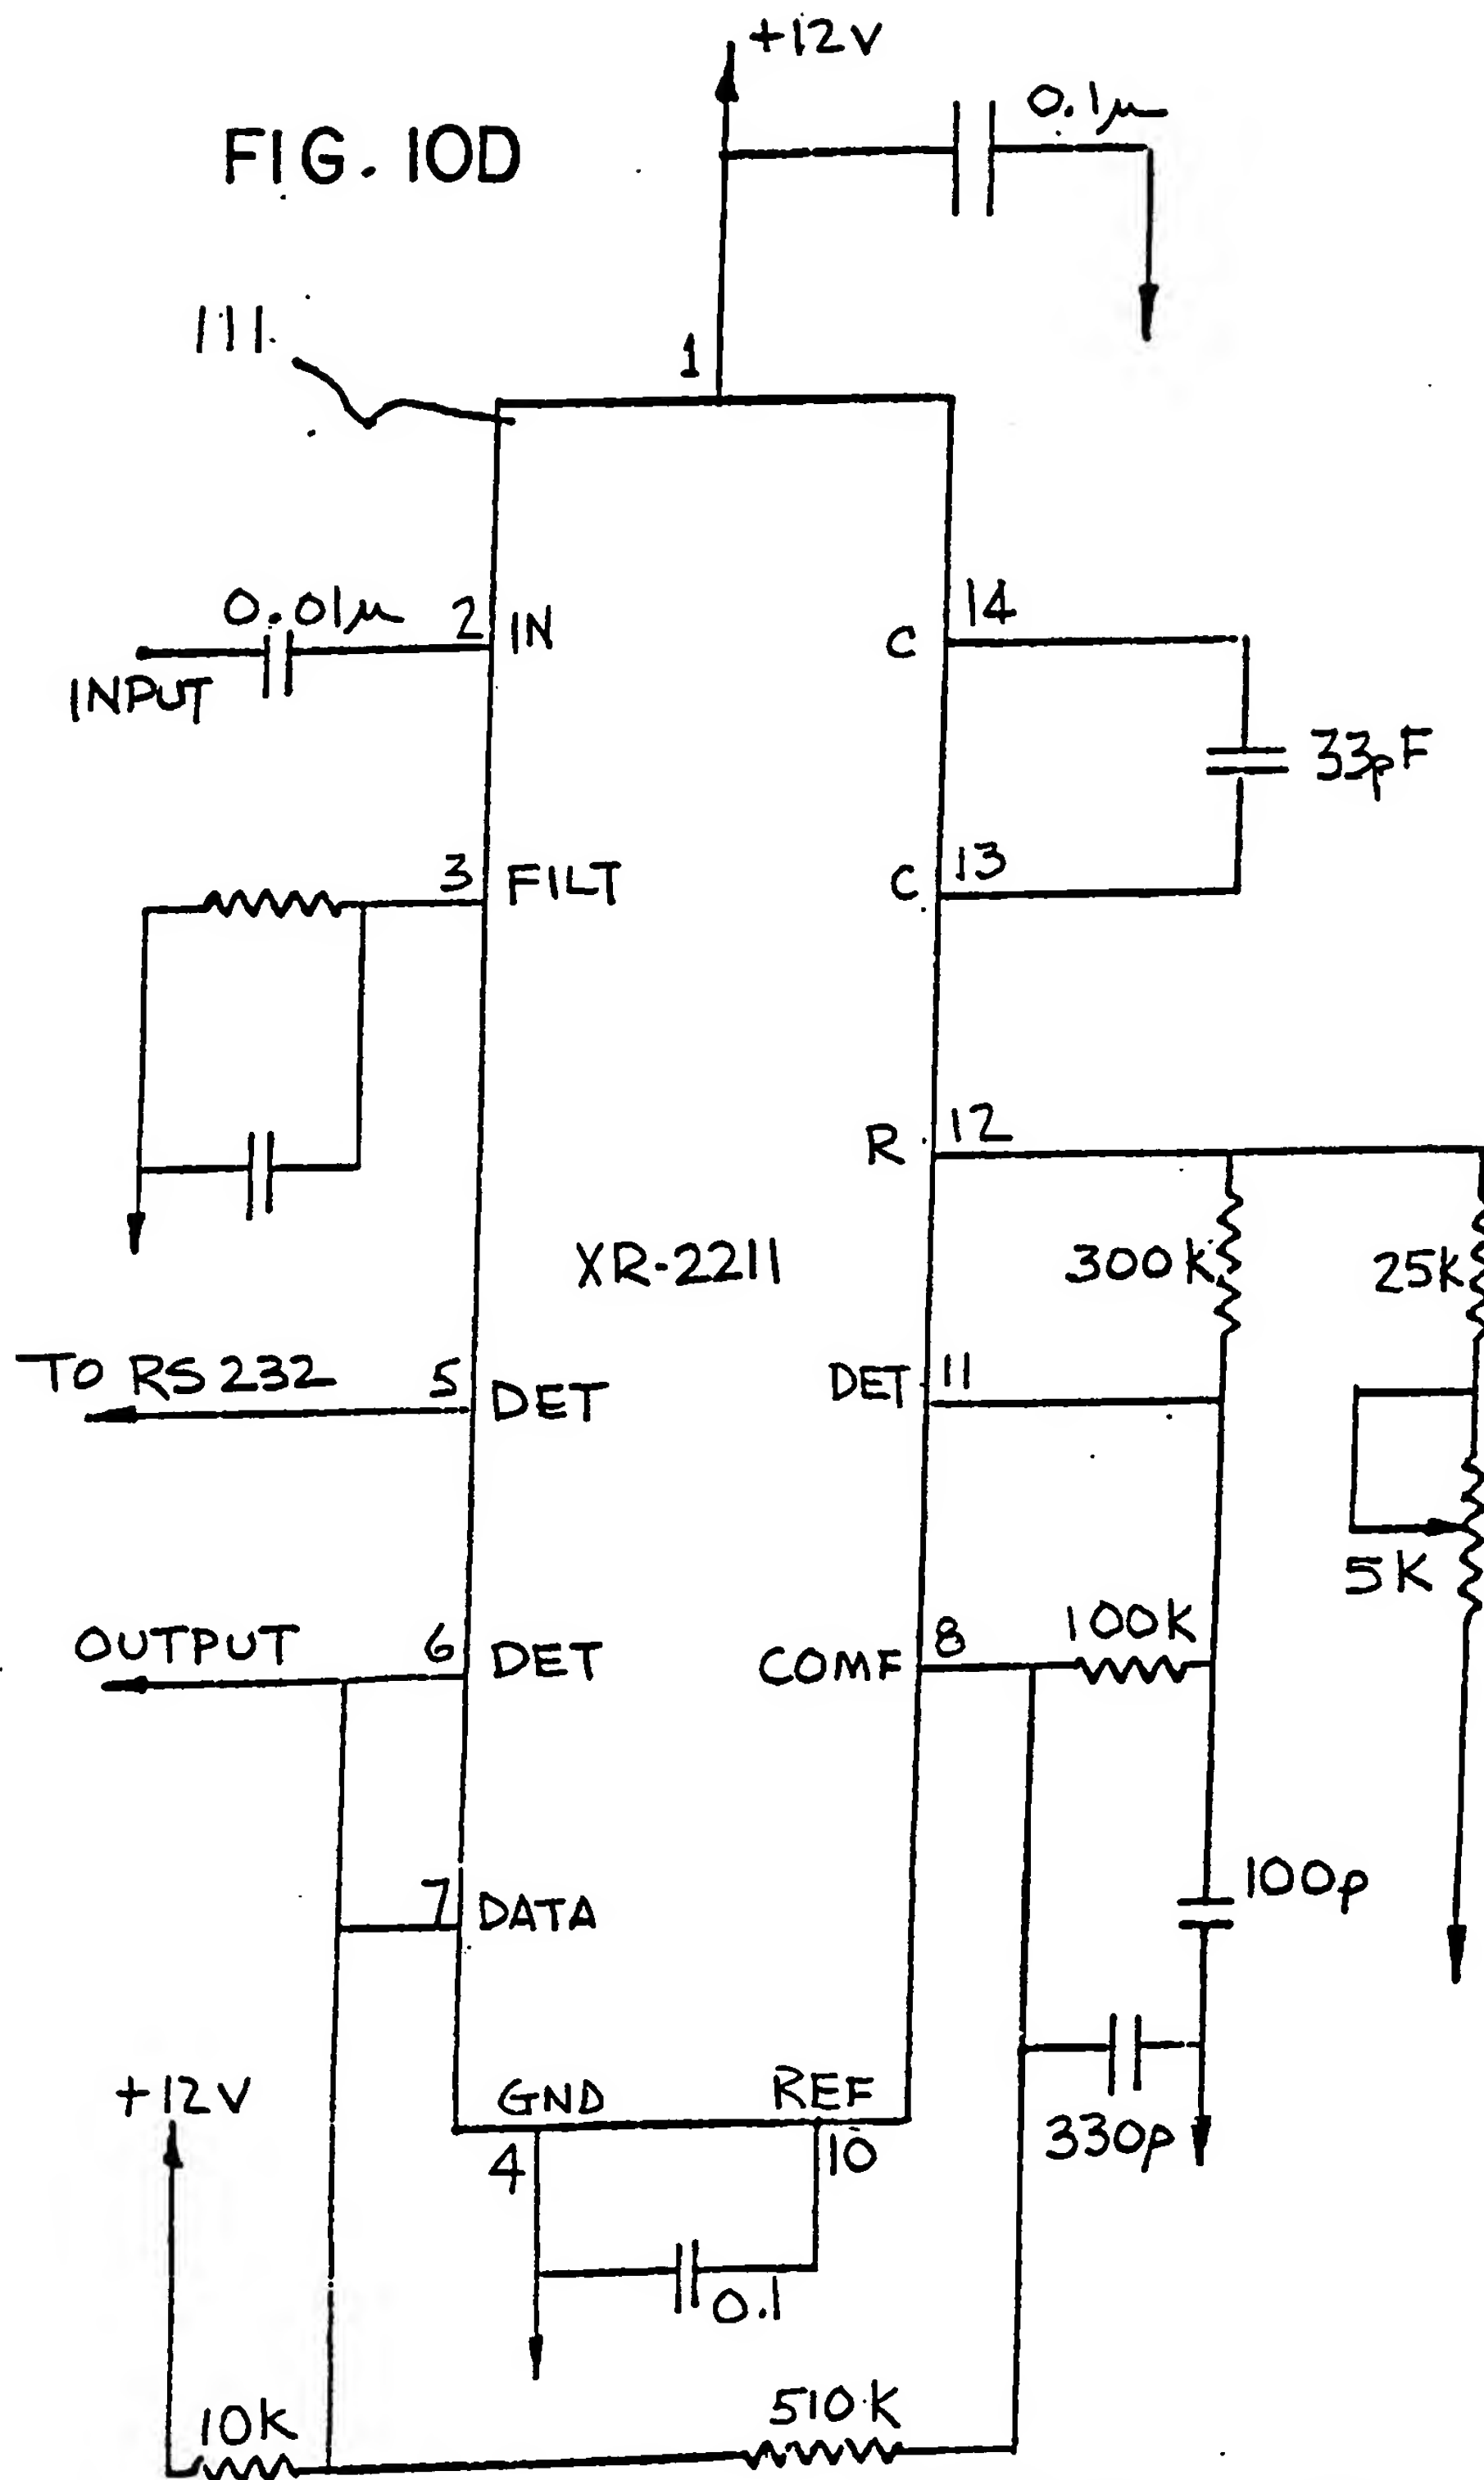 +12V
0.1μ
FIG. 10D
111
1
0.01μ
2
IN
14
C
INPUT
33pF
3
FILT
C
13
R
12
XR-2211
300K
25K
TO RS 232
5
DET
DET
11
5K
OUTPUT
6
DET
COMF
8
100K
7
DATA
100p
+12V
GND
REF
4
10
330p
0.1
10K
510K